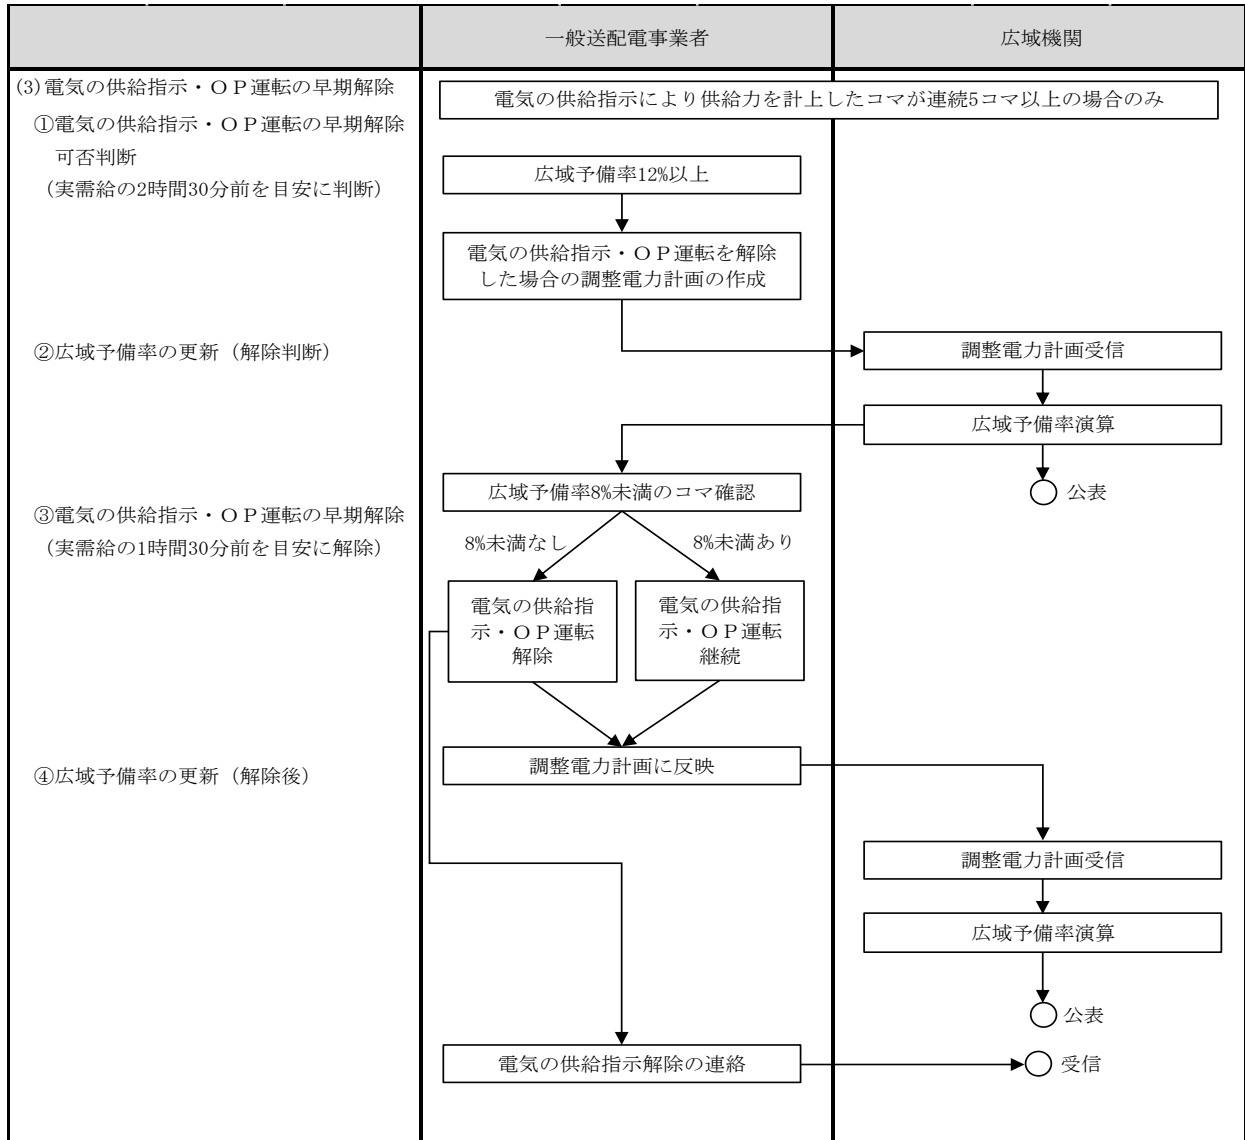 一般送配電事業者
広域機関
(3)電気の供給指示・ＯＰ運転の早期解除
電気の供給指示により供給力を計上したコマが連続5コマ以上の場合のみ
①電気の供給指示・ＯＰ運転の早期解除
可否判断
（実需給の2時間30分前を目安に判断）
広域予備率12%以上
電気の供給指示・ＯＰ運転を解除
した場合の調整電力計画の作成
②広域予備率の更新（解除判断）
調整電力計画受信
広域予備率演算
公表
広域予備率8%未満のコマ確認
③電気の供給指示・ＯＰ運転の早期解除
（実需給の1時間30分前を目安に解除）
8%未満なし
8%未満あり
電気の供給指
示・ＯＰ運転
解除
電気の供給指
示・ＯＰ運転
継続
調整電力計画に反映
④広域予備率の更新（解除後）
調整電力計画受信
広域予備率演算
公表
電気の供給指示解除の連絡
受信